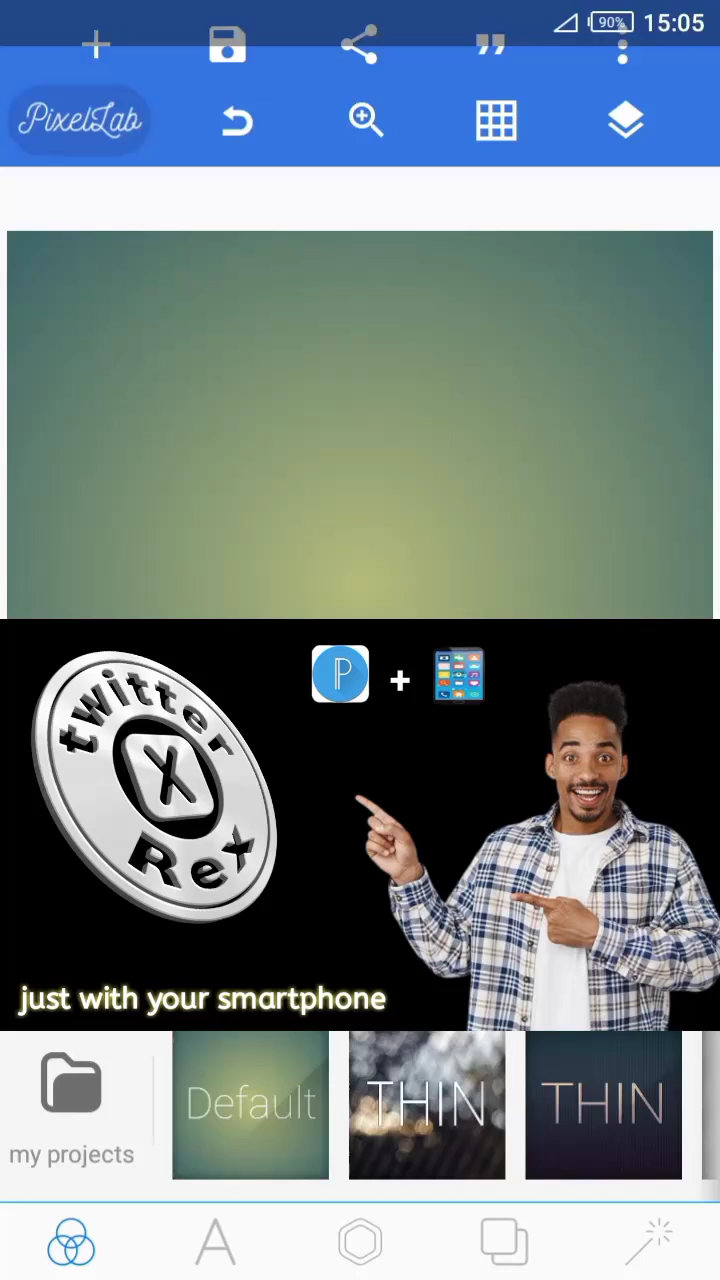 90% 15:05
PixelLab
twitter
X
Rex
P +
just with your smartphone
my projects
Default
THIN
THIN
A